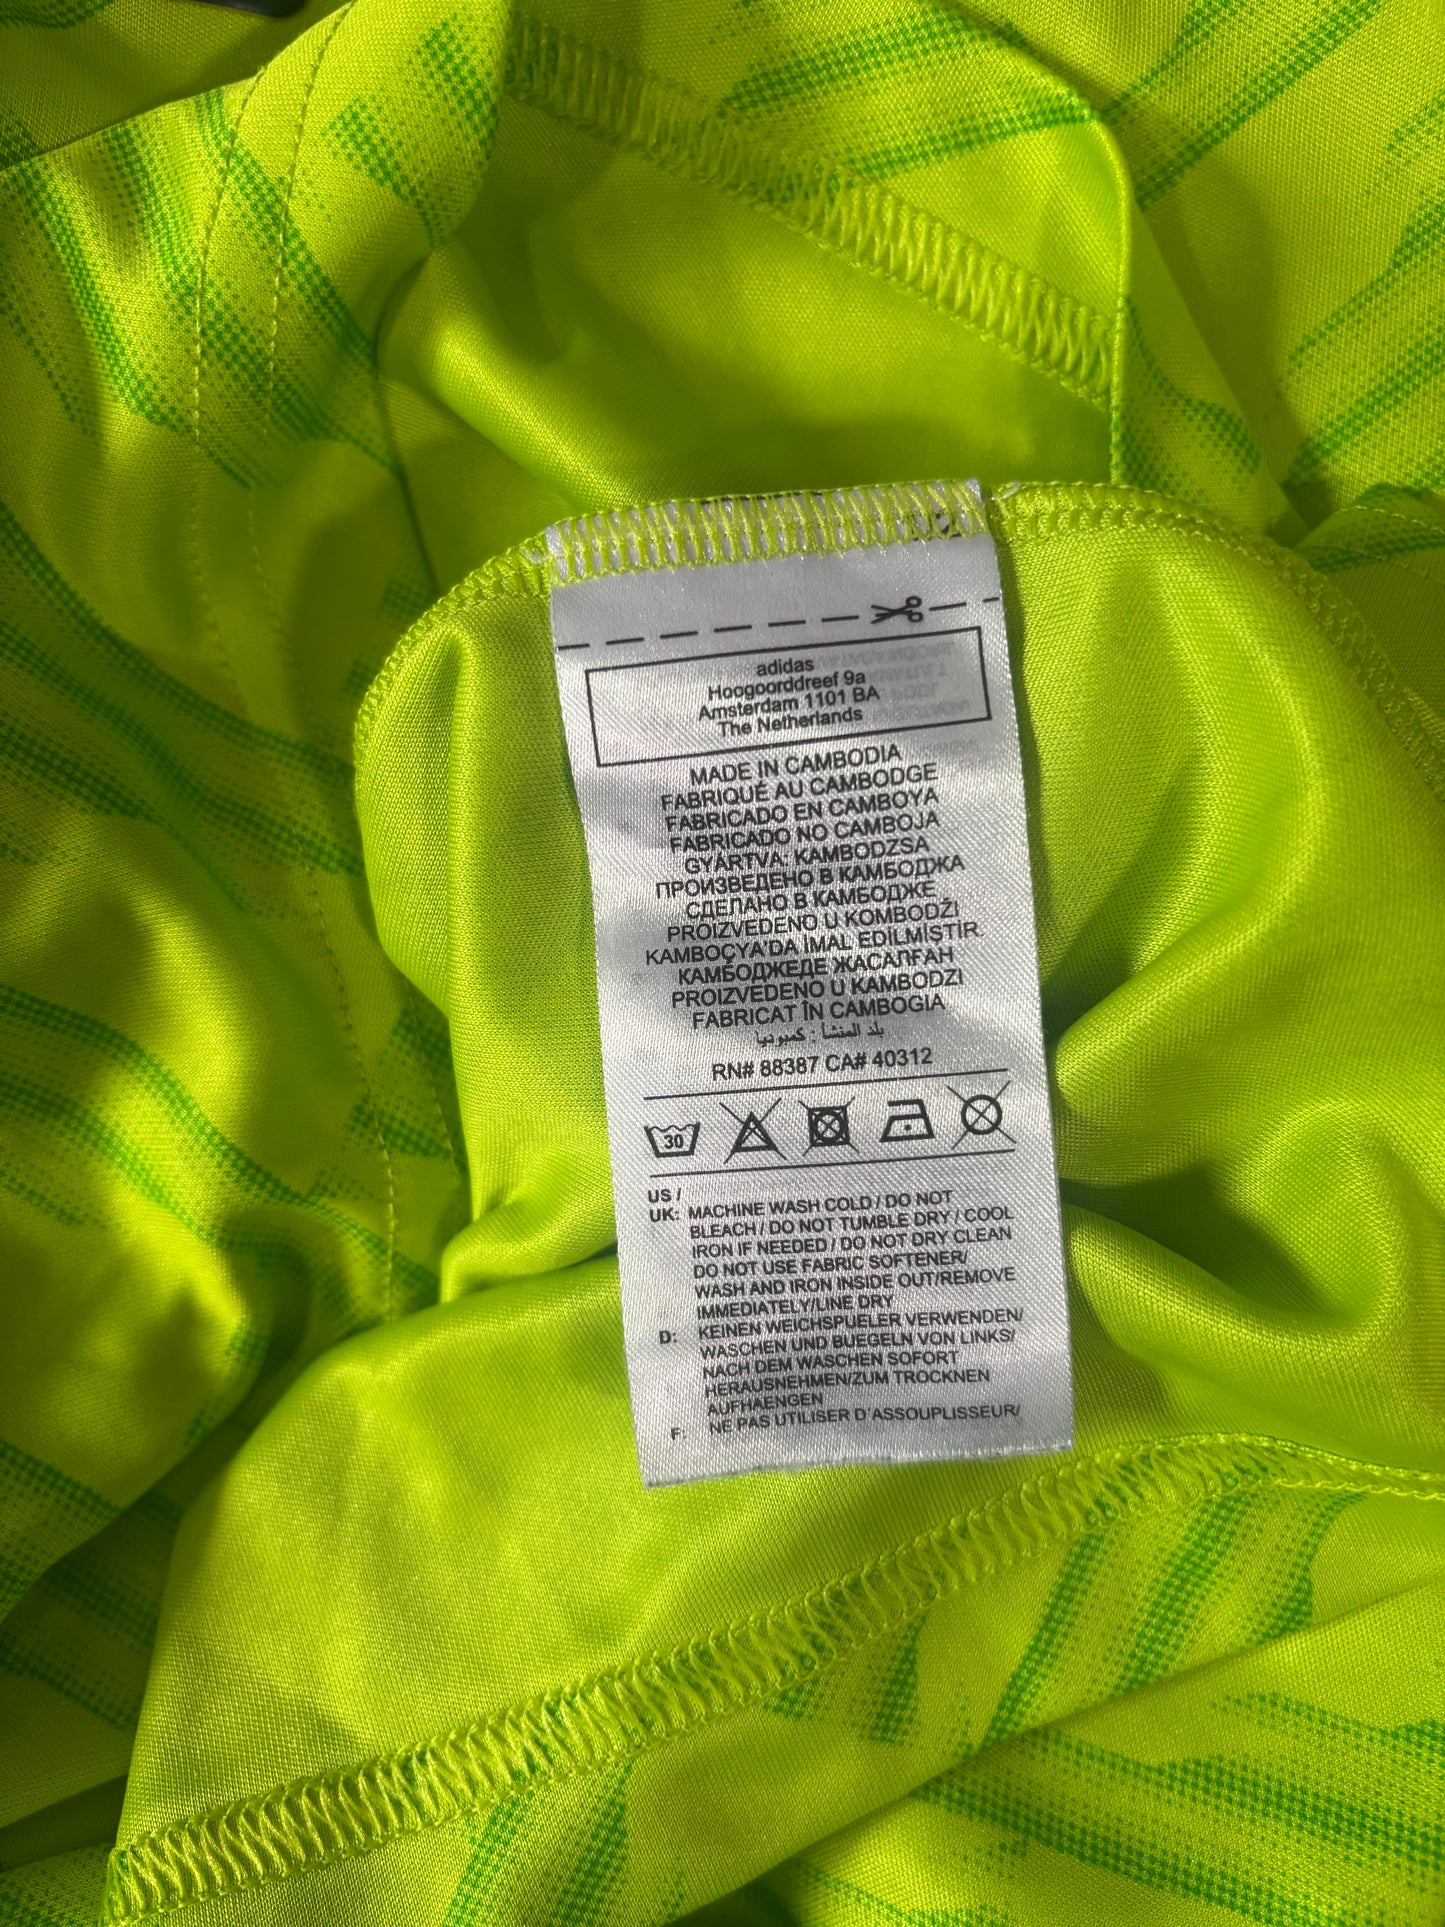 adidas
Hoogoorddreef 9a
Amsterdam 1101 BA
The Netherlands
MADE IN CAMBODIA
FABRIQUÉ AU CAMBODGE
FABRICADO EN CAMBOYA
FABRICADO NO CAMBOJA
GYÁRTVA: KAMBODZSA
ПРОИЗВЕДЕНО В КАМБОДЖА
СДЕЛАНО В КАМБОДЖЕ
PROIZVEDENO U KOMBODŽI
KAMBOÇYA'DA İMAL EDİLMİŞTİR.
КАМБОДЖЕДЕ ЖАСАЛҒАН
PROIZVEDENO U KAMBODZI
FABRICAT ÎN CAMBOGIA
بلد المنشأ : كمبوديا
RN# 88387 CA# 40312
30
US /
UK: MACHINE WASH COLD / DO NOT
BLEACH / DO NOT TUMBLE DRY / COOL
IRON IF NEEDED / DO NOT DRY CLEAN
DO NOT USE FABRIC SOFTENER/
WASH AND IRON INSIDE OUT/REMOVE
IMMEDIATELY/LINE DRY
D: KEINEN WEICHSPUELER VERWENDEN/
WASCHEN UND BUEGELN VON LINKS/
NACH DEM WASCHEN SOFORT
HERAUSNEHMEN/ZUM TROCKNEN
AUFHAENGEN
F: NE PAS UTILISER D'ASSOUPLISSEUR/